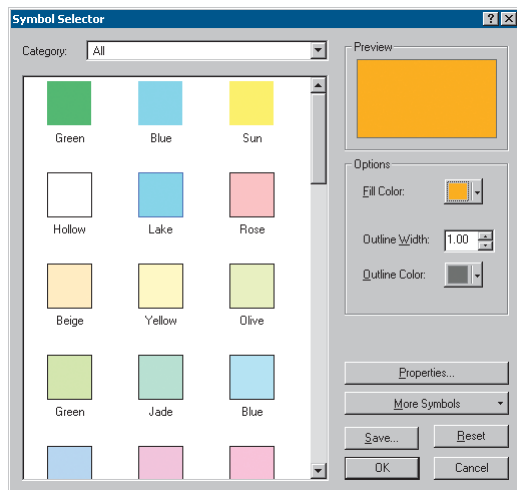 Symbol Selector
Category: All
Green Blue Sun
Hollow Lake Rose
Beige Yellow Olive
Green Jade Blue
Preview
Options
Fill Color:
Outline Width: 1.00
Outline Color:
Properties...
More Symbols
Save... Reset
OK Cancel